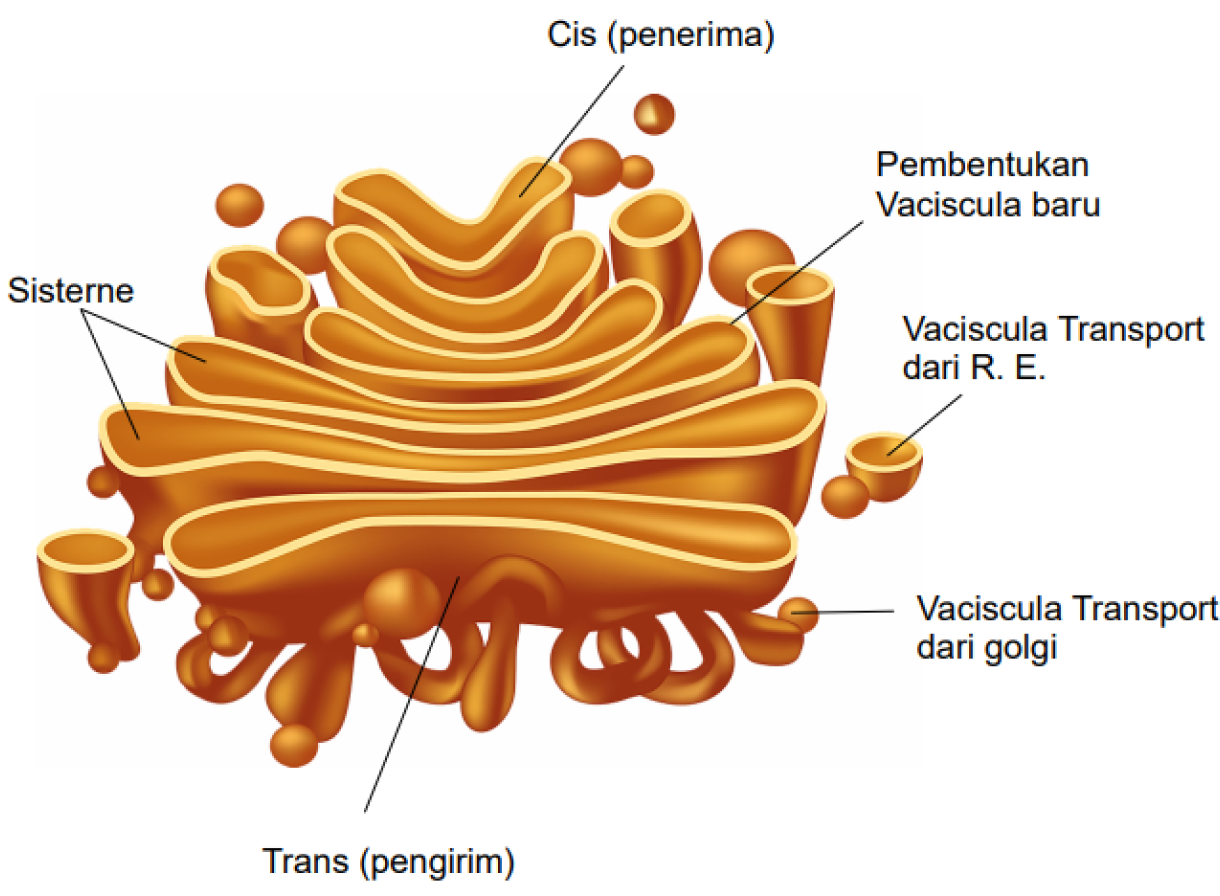 Cis (penerima)
Pembentukan
Vaciscula baru
Sisterne
Vaciscula Transport
dari R. E.
Vaciscula Transport
dari golgi
Trans (pengirim)